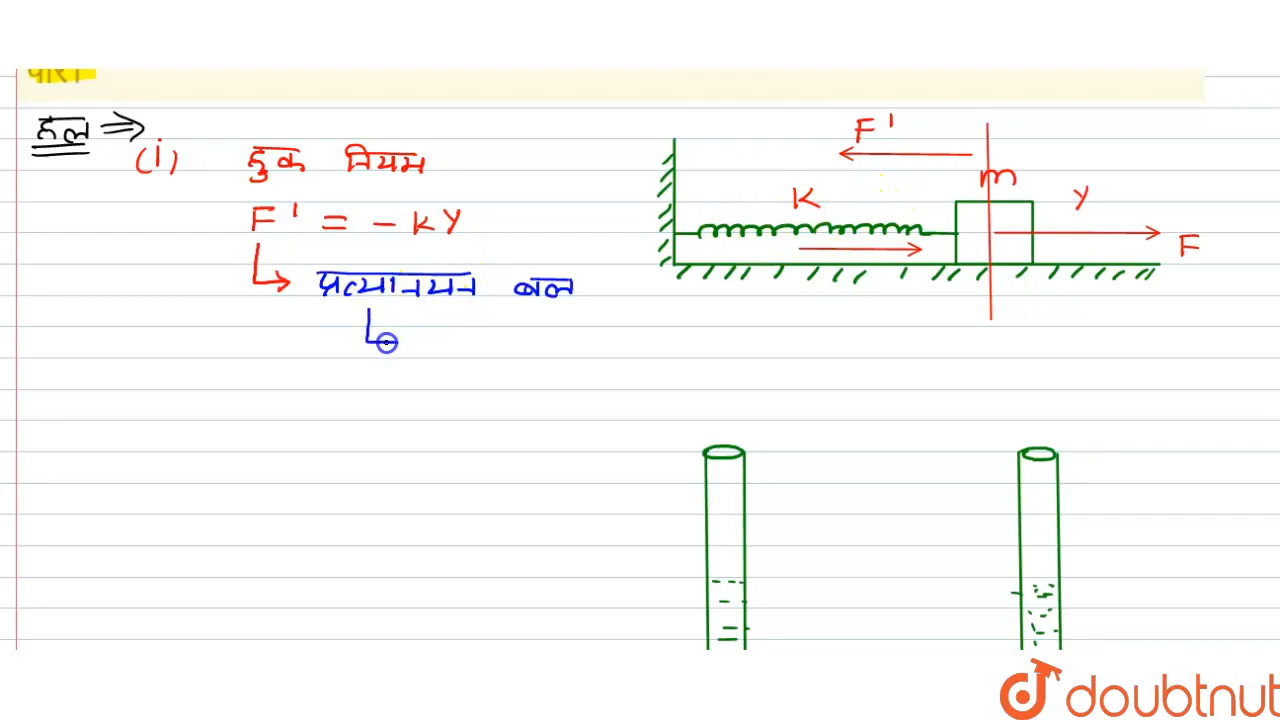 पारा
हल ⇒
(i) हुक नियम
F' = - KY
प्रत्यानयन बल
F'
m
K
Y
F
doubtnut